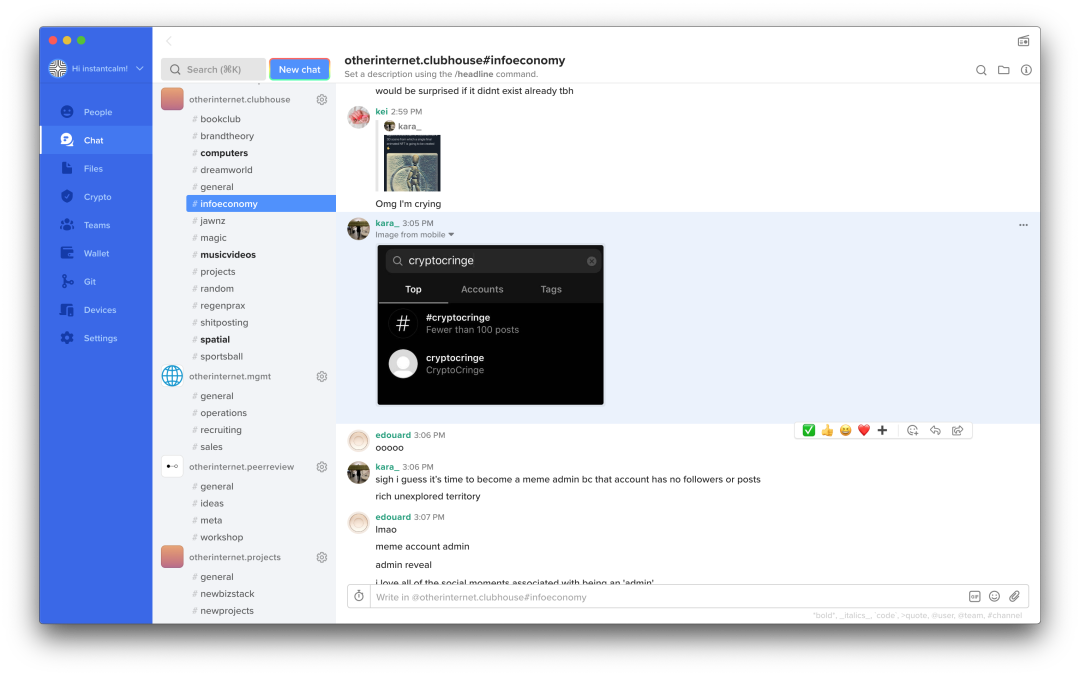 Hi instantcalm!
People
Chat
Files
Crypto
Teams
Wallet
Git
Devices
Settings
Search (⌘K)
New chat
otherinternet.clubhouse
# bookclub
# brandtheory
# computers
# dreamworld
# general
# infoeconomy
# jawnz
# magic
# musicvideos
# projects
# random
# regenprax
# shitposting
# spatial
# sportsball
otherinternet.mgmt
# general
# operations
# recruiting
# sales
otherinternet.peerreview
# general
# ideas
# meta
# workshop
otherinternet.projects
# general
# newbizstack
# newprojects
otherinternet.clubhouse#infoeconomy
Set a description using the /headline command.
would be surprised if it didnt exist already tbh
kei 2:59 PM
kara_
Omg I'm crying
kara_ 3:05 PM
Image from mobile
cryptocringe
Top Accounts Tags
# #cryptocringe
Fewer than 100 posts
cryptocringe
CryptoCringe
edouard 3:06 PM
ooooo
kara_ 3:06 PM
sigh i guess it's time to become a meme admin bc that account has no followers or posts
rich unexplored territory
edouard 3:07 PM
lmao
meme account admin
admin reveal
i love all of the social moments associated with being an 'admin'
Write in @otherinternet.clubhouse#infoeconomy
GIF
*bold*, _italics_, `code`, >quote, @user, @team, #channel